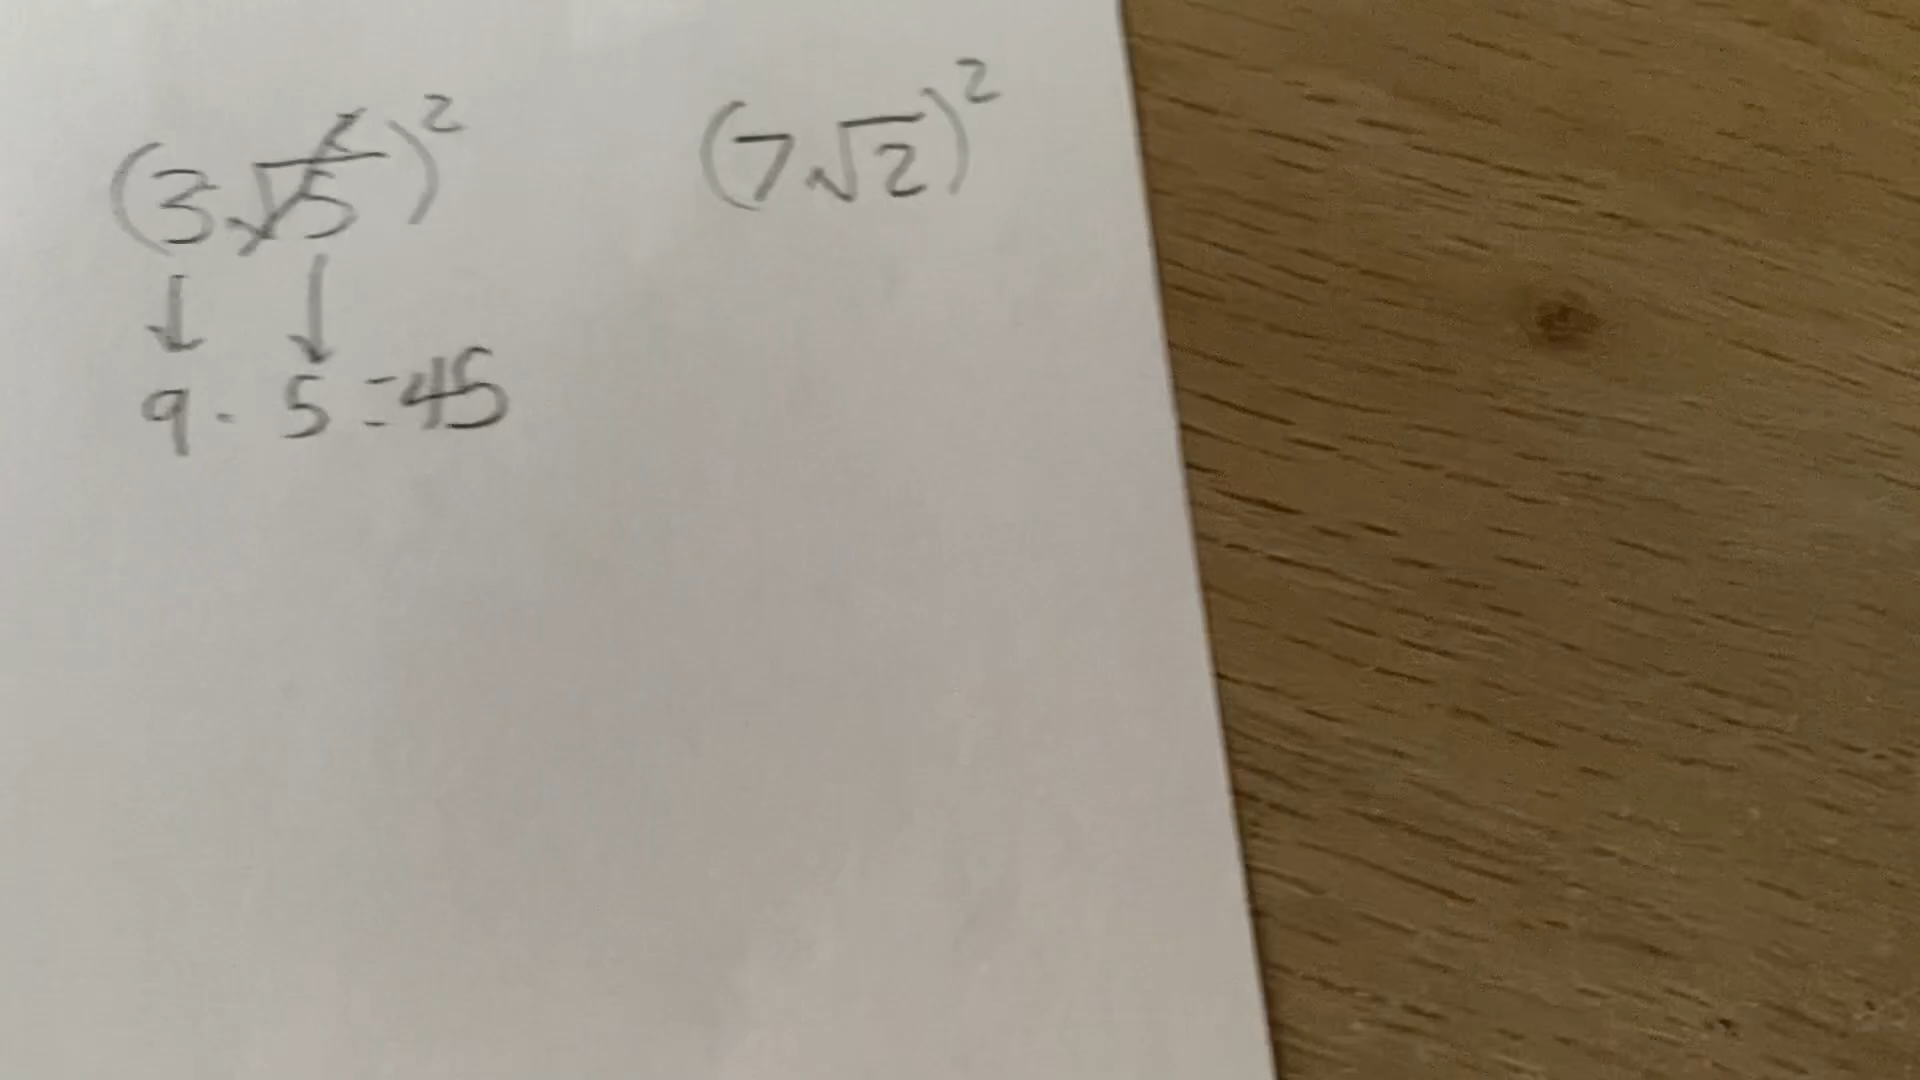 (3√5)² (7√2)²
↓ ↓
9 · 5 = 45